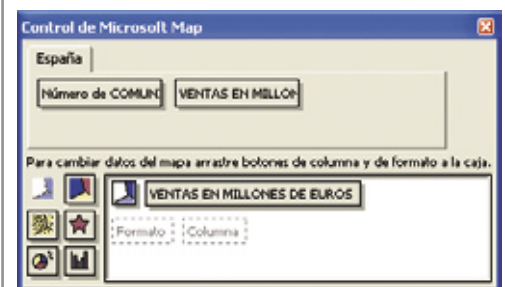 Control de Microsoft Map
España
Número de COMUN VENTAS EN MILLON
Para cambiar datos del mapa arrastre botones de columna y de formato a la caja.
VENTAS EN MILLONES DE EUROS
Formato Columna